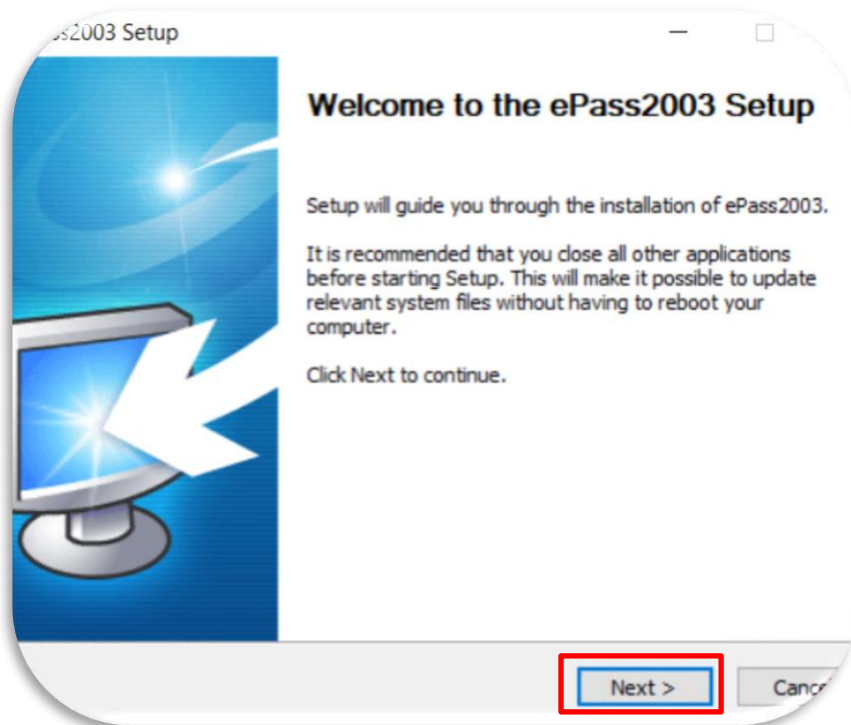 2003 Setup
Welcome to the ePass2003 Setup
Setup will guide you through the installation of ePass2003.
It is recommended that you close all other applications
before starting Setup. This will make it possible to update
relevant system files without having to reboot your
computer.
Click Next to continue.
Next >
Cancel